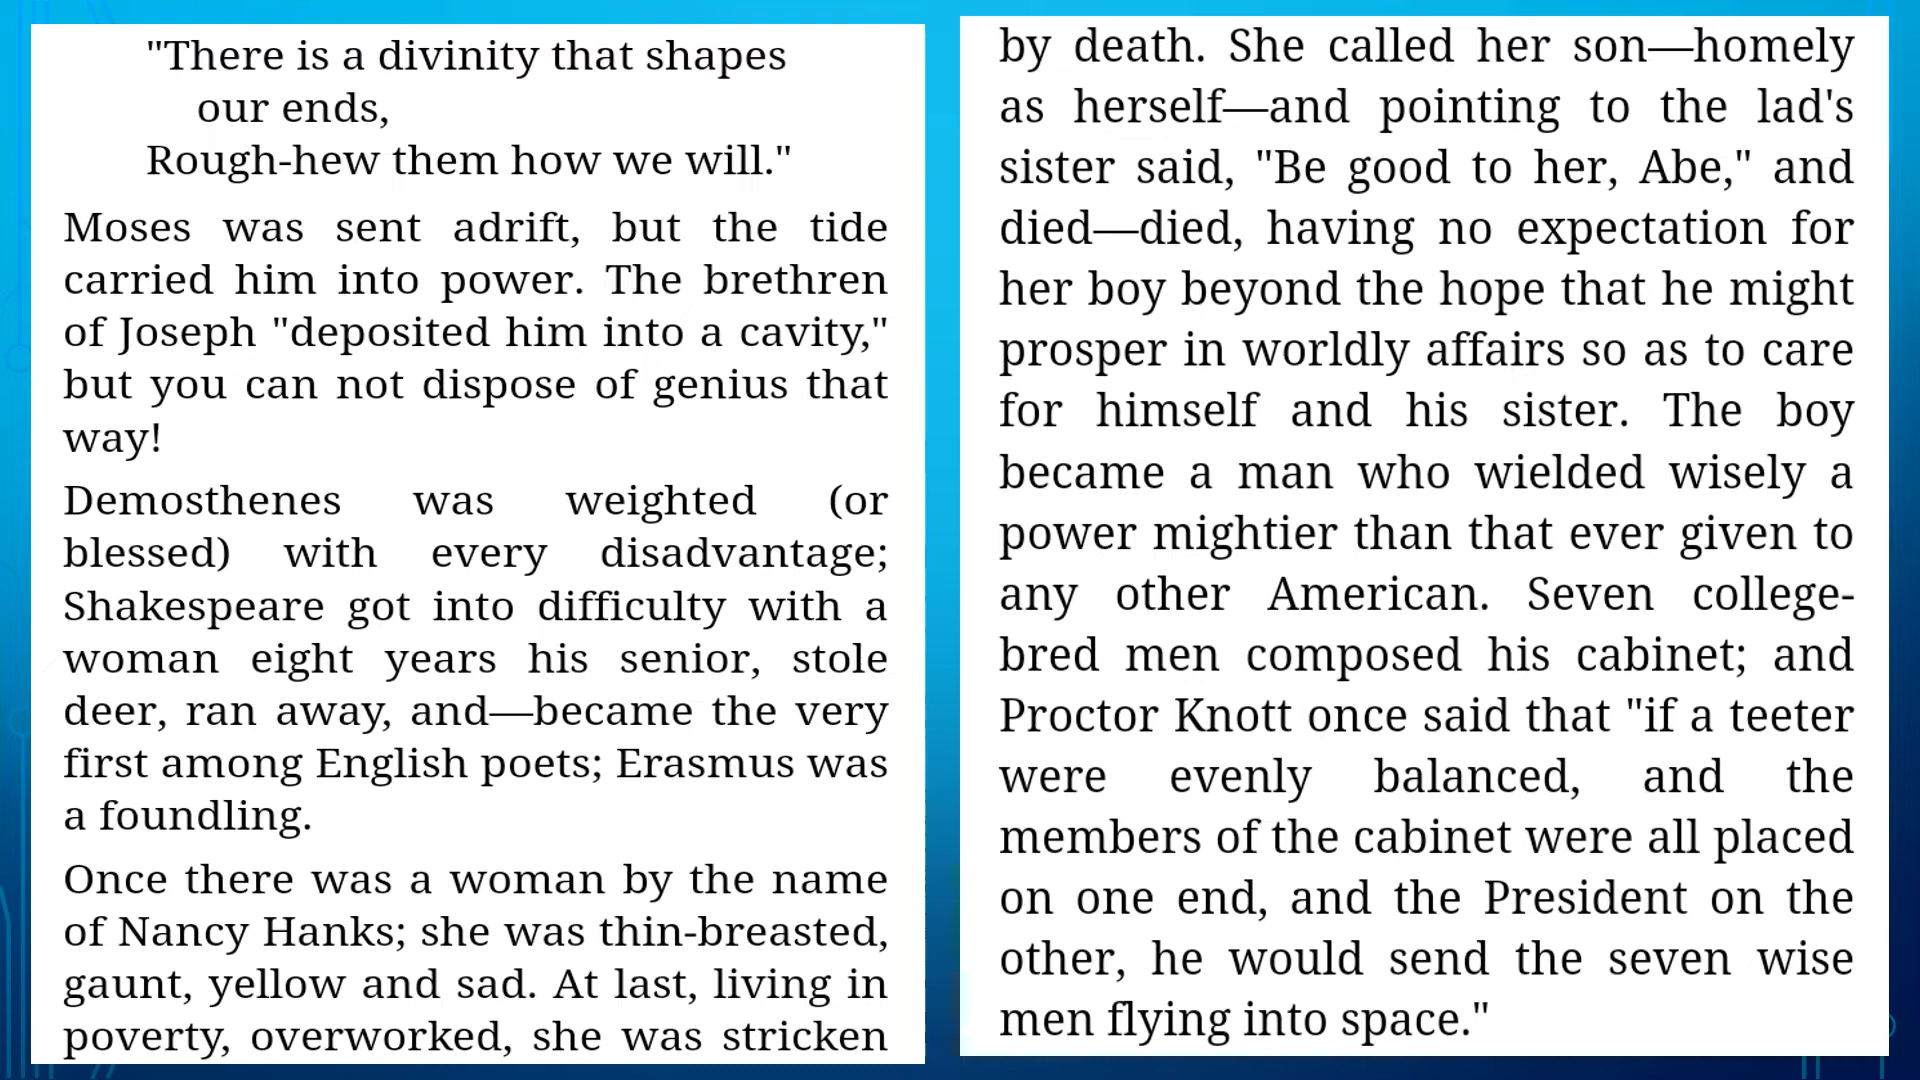 "There is a divinity that shapes
our ends,
Rough-hew them how we will."
Moses was sent adrift, but the tide
carried him into power. The brethren
of Joseph "deposited him into a cavity,"
but you can not dispose of genius that
way!
Demosthenes was weighted (or
blessed) with every disadvantage;
Shakespeare got into difficulty with a
woman eight years his senior, stole
deer, ran away, and—became the very
first among English poets; Erasmus was
a foundling.
Once there was a woman by the name
of Nancy Hanks; she was thin-breasted,
gaunt, yellow and sad. At last, living in
poverty, overworked, she was stricken
by death. She called her son—homely
as herself—and pointing to the lad's
sister said, "Be good to her, Abe," and
died—died, having no expectation for
her boy beyond the hope that he might
prosper in worldly affairs so as to care
for himself and his sister. The boy
became a man who wielded wisely a
power mightier than that ever given to
any other American. Seven college-
bred men composed his cabinet; and
Proctor Knott once said that "if a teeter
were evenly balanced, and the
members of the cabinet were all placed
on one end, and the President on the
other, he would send the seven wise
men flying into space."